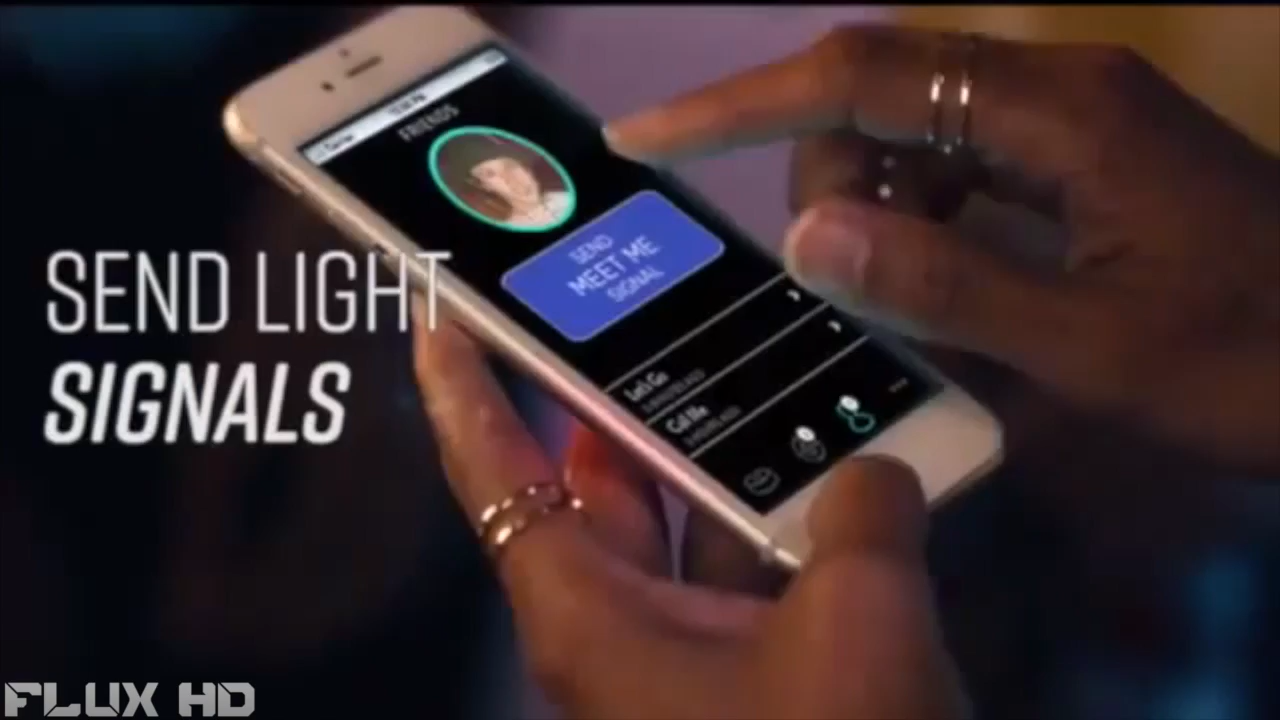 FRIENDS
SEND
MEET ME
SIGNAL
SEND LIGHT
SIGNALS
Let's Go
Call Me
FLUX HD